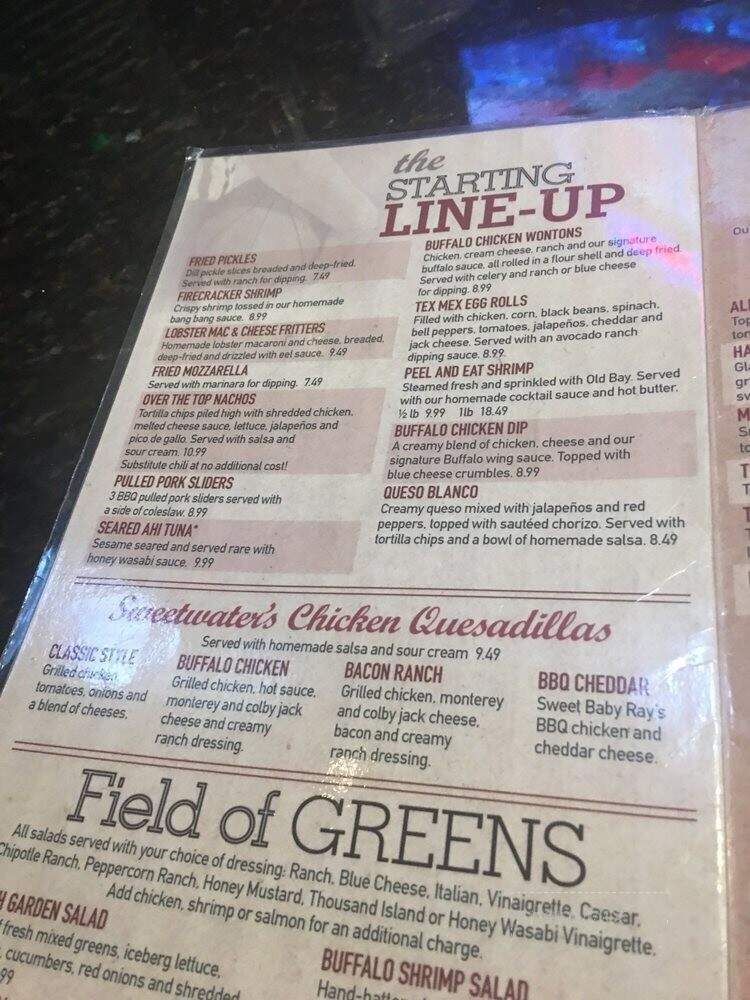 the
STARTING
LINE-UP
FRIED PICKLES
Dill pickle slices breaded and deep-fried.
Served with ranch for dipping. 7.49
FIRECRACKER SHRIMP
Crispy shrimp tossed in our homemade
bang bang sauce. 8.99
LOBSTER MAC & CHEESE FRITTERS
Homemade lobster macaroni and cheese, breaded,
deep-fried and drizzled with eel sauce. 9.49
FRIED MOZZARELLA
Served with marinara for dipping. 7.49
OVER THE TOP NACHOS
Tortilla chips piled high with shredded chicken,
melted cheese sauce, lettuce, jalapeños and
pico de gallo. Served with salsa and
sour cream. 10.99
Substitute chili at no additional cost!
PULLED PORK SLIDERS
3 BBQ pulled pork sliders served with
a side of coleslaw. 8.99
SEARED AHI TUNA*
Sesame seared and served rare with
honey wasabi sauce. 9.99
BUFFALO CHICKEN WONTONS
Chicken, cream cheese, ranch and our signature
buffalo sauce, all rolled in a flour shell and deep fried.
Served with celery and ranch or blue cheese
for dipping. 8.99
TEX MEX EGG ROLLS
Filled with chicken, corn, black beans, spinach,
bell peppers, tomatoes, jalapeños, cheddar and
jack cheese. Served with an avocado ranch
dipping sauce. 8.99.
PEEL AND EAT SHRIMP
Steamed fresh and sprinkled with Old Bay. Served
with our homemade cocktail sauce and hot butter.
½ lb 9.99 1lb 18.49
BUFFALO CHICKEN DIP
A creamy blend of chicken, cheese and our
signature Buffalo wing sauce. Topped with
blue cheese crumbles. 8.99
QUESO BLANCO
Creamy queso mixed with jalapeños and red
peppers, topped with sautéed chorizo. Served with
tortilla chips and a bowl of homemade salsa. 8.49
Sweetwater's Chicken Quesadillas
Served with homemade salsa and sour cream 9.49
CLASSIC STYLE
Grilled chicken,
tomatoes, onions and
a blend of cheeses.
BUFFALO CHICKEN
Grilled chicken, hot sauce,
monterey and colby jack
cheese and creamy
ranch dressing.
BACON RANCH
Grilled chicken, monterey
and colby jack cheese,
bacon and creamy
ranch dressing.
BBQ CHEDDAR
Sweet Baby Ray's
BBQ chicken and
cheddar cheese.
Field of GREENS
All salads served with your choice of dressing: Ranch, Blue Cheese, Italian, Vinaigrette, Caesar,
Chipotle Ranch, Peppercorn Ranch, Honey Mustard, Thousand Island or Honey Wasabi Vinaigrette.
Add chicken, shrimp or salmon for an additional charge.
GARDEN SALAD
fresh mixed greens, iceberg lettuce,
cucumbers, red onions and shredded
99
BUFFALO SHRIMP SALAD